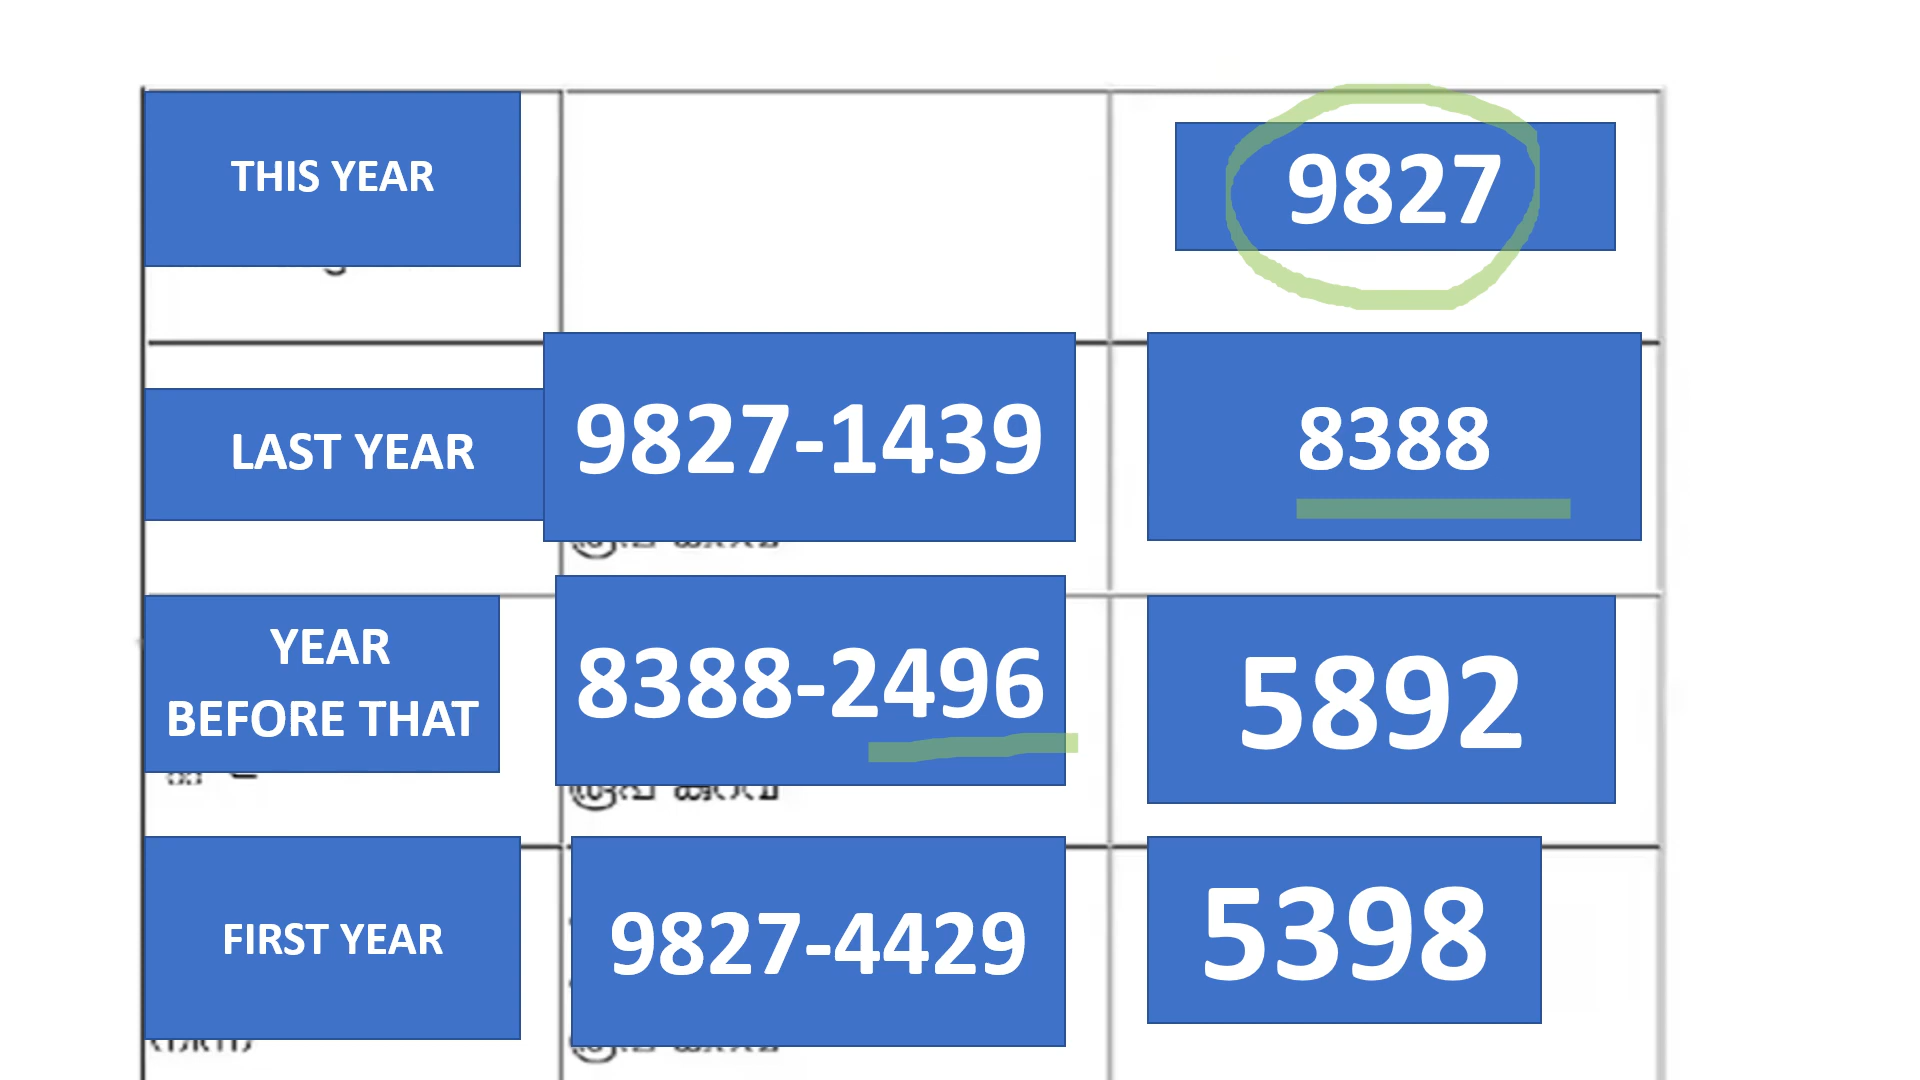 THIS YEAR
9827
LAST YEAR
9827-1439
8388
YEAR
BEFORE THAT
8388-2496
5892
FIRST YEAR
9827-4429
5398